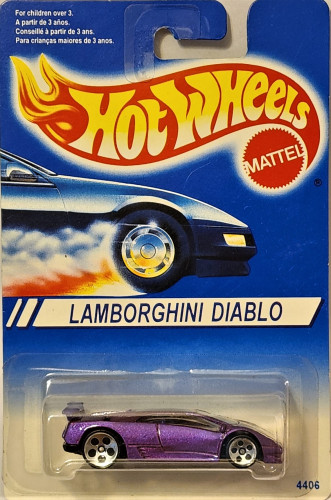 For children over 3.
A partir de 3 años.
Conseillé à partir de 3 ans.
Para crianças maiores de 3 anos.
HOT WHEELS
MATTEL
®
LAMBORGHINI DIABLO
4406